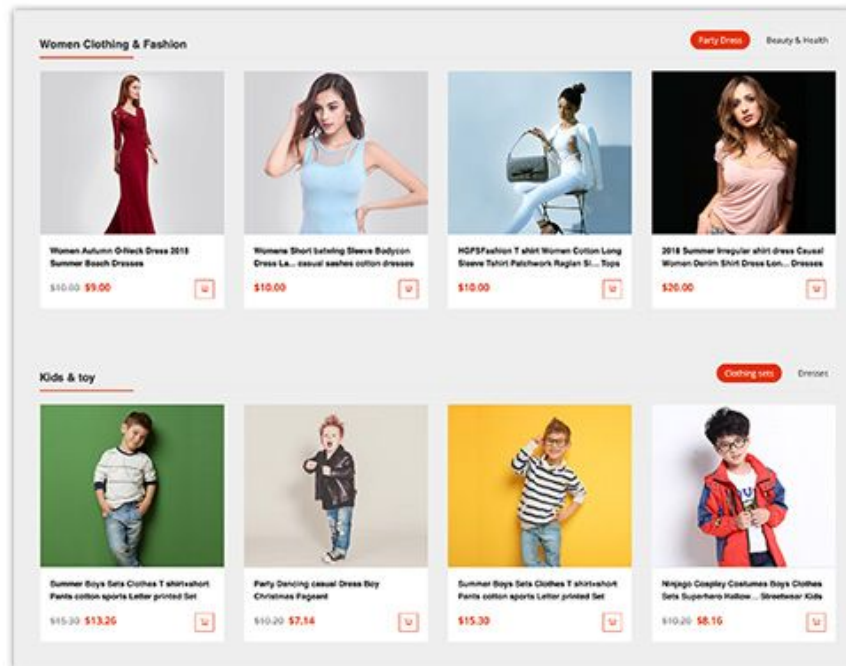 Women Clothing & Fashion
Party Dress
Beauty & Health
Women Autumn O-Neck Dress 2018
Summer Beach Dresses
$10.00 $9.00
Womens Short batwing Sleeve Bodycon
Dress La... casual sashes cotton dresses
$10.00
HGFSFashion T shirt Women Cotton Long
Sleeve Tshirt Patchwork Raglan Sl... Tops
$10.00
2018 Summer Irregular shirt dress Causal
Women Denim Shirt Dress Lon... Dresses
$20.00
Kids & toy
Clothing sets
Dresses
Summer Boys Sets Clothes T shirt+short
Pants cotton sports Letter printed Set
$15.30 $13.26
Party Dancing casual Dress Boy
Christmas Pageant
$10.20 $7.14
Summer Boys Sets Clothes T shirt+short
Pants cotton sports Letter printed Set
$15.30
Ninjago Cosplay Costumes Boys Clothes
Sets Superhero Hallow... Streetwear Kids
$10.20 $8.16